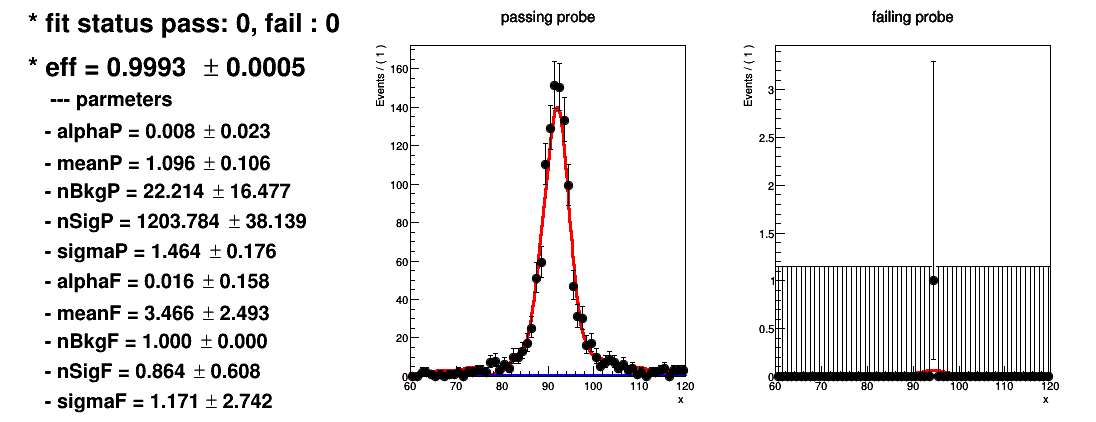 * fit status pass: 0, fail : 0
* eff = 0.9993 ± 0.0005
--- parmeters
- alphaP = 0.008 ± 0.023
- meanP = 1.096 ± 0.106
- nBkgP = 22.214 ± 16.477
- nSigP = 1203.784 ± 38.139
- sigmaP = 1.464 ± 0.176
- alphaF = 0.016 ± 0.158
- meanF = 3.466 ± 2.493
- nBkgF = 1.000 ± 0.000
- nSigF = 0.864 ± 0.608
- sigmaF = 1.171 ± 2.742
passing probe
Events / ( 1 )
160
140
120
100
80
60
40
20
0
60 70 80 90 100 110 120
x
failing probe
Events / ( 1 )
3
2.5
2
1.5
1
0.5
0
60 70 80 90 100 110 120
x